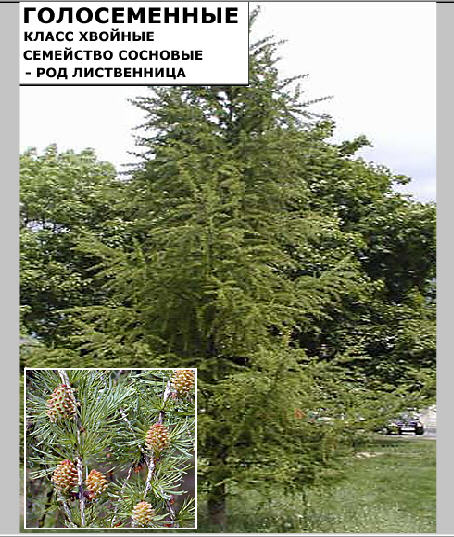 ГОЛОСЕМЕННЫЕ
КЛАСС ХВОЙНЫЕ
СЕМЕЙСТВО СОСНОВЫЕ
- РОД ЛИСТВЕННИЦА